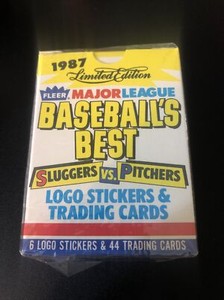 1987
Limited Edition
FLEER MAJOR LEAGUE
BASEBALL'S
BEST
SLUGGERS VS. PITCHERS
LOGO STICKERS &
TRADING CARDS
6 LOGO STICKERS & 44 TRADING CARDS